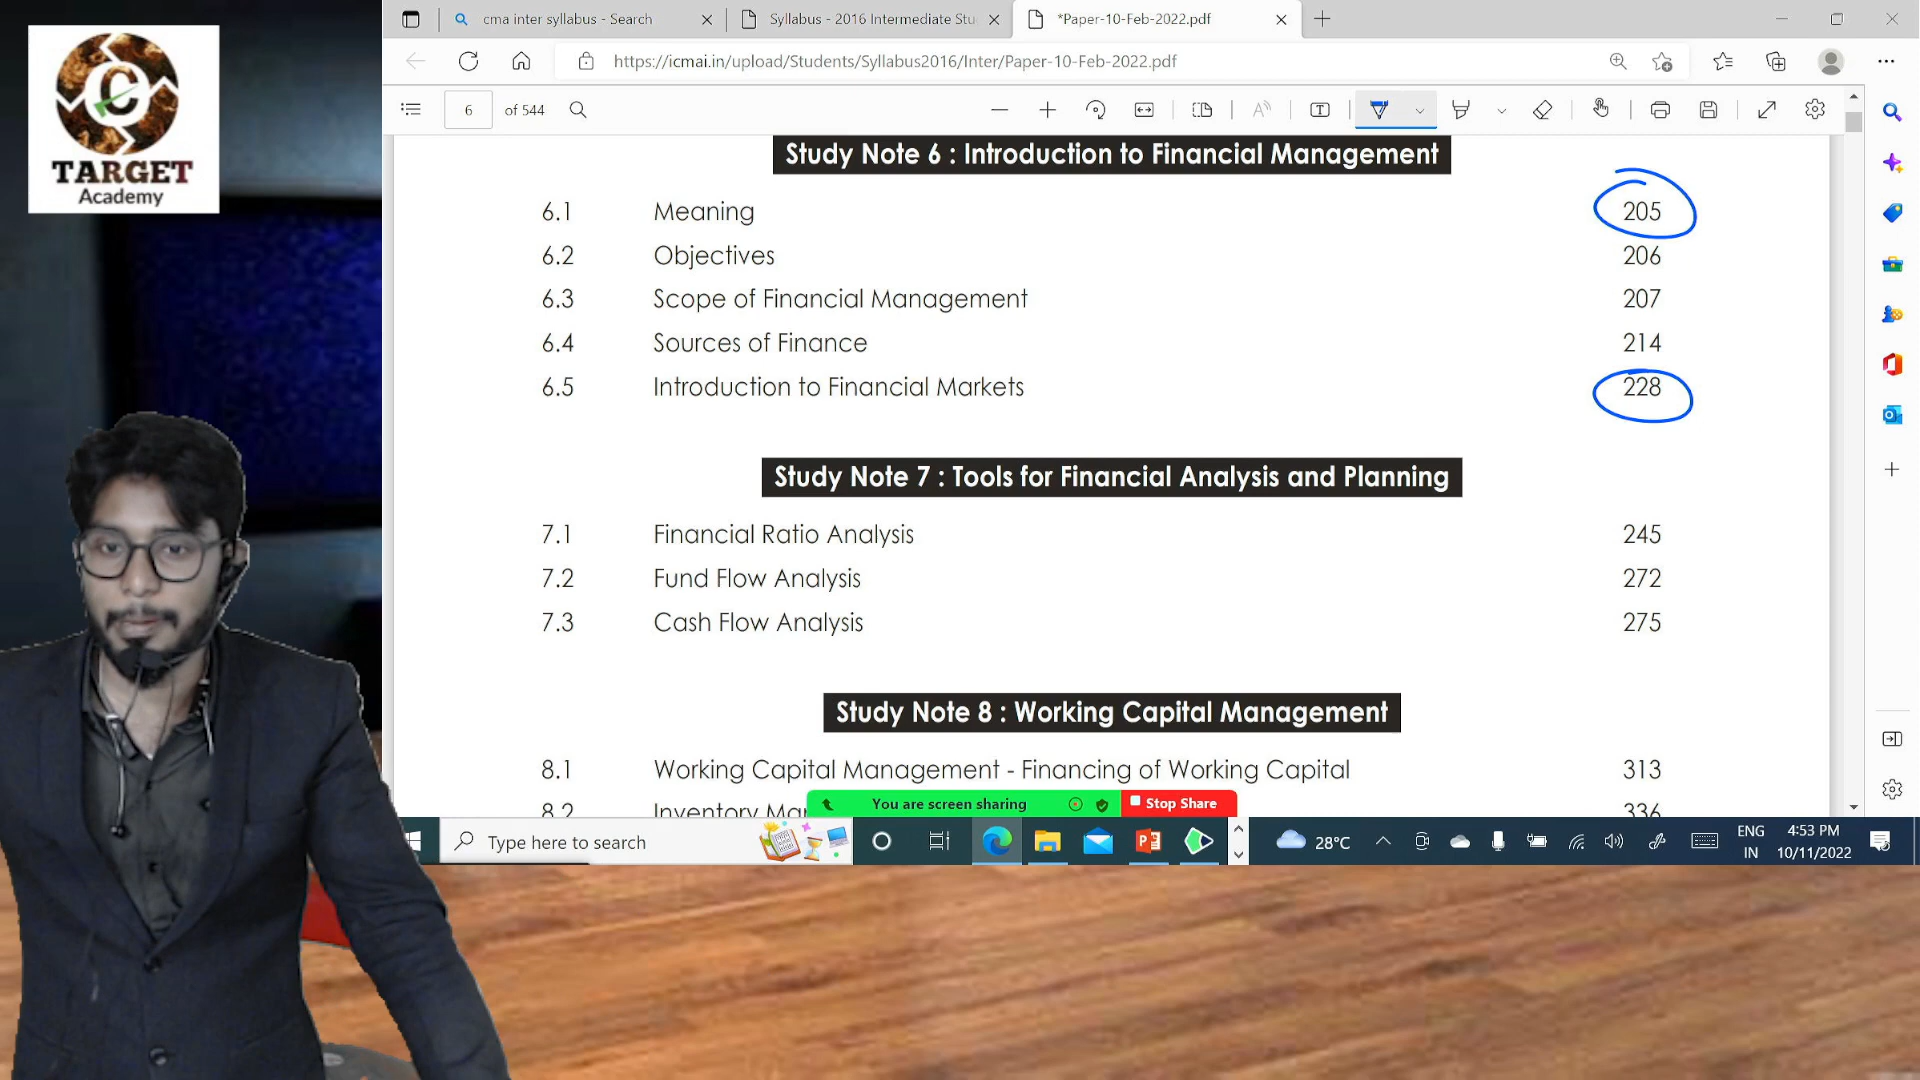 TARGET
Academy
cma inter syllabus - Search
Syllabus - 2016 Intermediate Stu
*Paper-10-Feb-2022.pdf
https://icmai.in/upload/Students/Syllabus2016/Inter/Paper-10-Feb-2022.pdf
6 of 544
Study Note 6 : Introduction to Financial Management
6.1 Meaning 205
6.2 Objectives 206
6.3 Scope of Financial Management 207
6.4 Sources of Finance 214
6.5 Introduction to Financial Markets 228
Study Note 7 : Tools for Financial Analysis and Planning
7.1 Financial Ratio Analysis 245
7.2 Fund Flow Analysis 272
7.3 Cash Flow Analysis 275
Study Note 8 : Working Capital Management
8.1 Working Capital Management - Financing of Working Capital 313
8.2 Inventory Mar 336
You are screen sharing Stop Share
Type here to search
28°C
ENG
IN
4:53 PM
10/11/2022